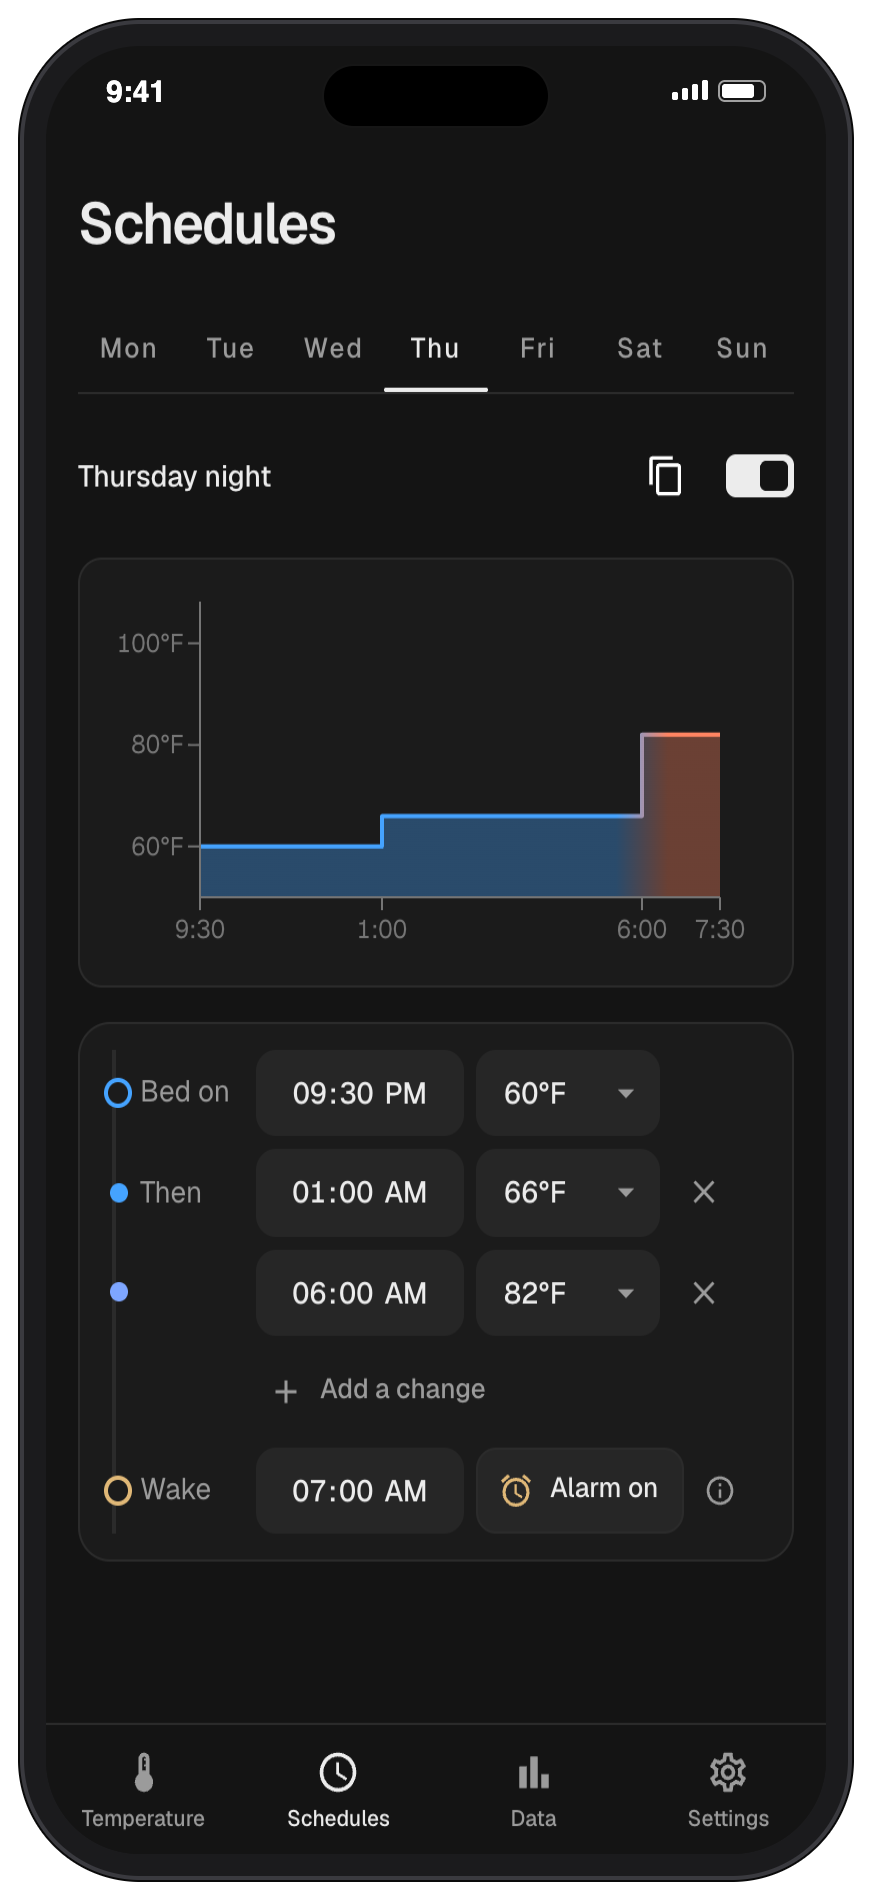 9:41
Schedules
Mon Tue Wed Thu Fri Sat Sun
Thursday night
100°F
80°F
60°F
9:30 1:00 6:00 7:30
Bed on 09:30 PM 60°F
Then 01:00 AM 66°F
06:00 AM 82°F
Add a change
Wake 07:00 AM Alarm on
Temperature Schedules Data Settings